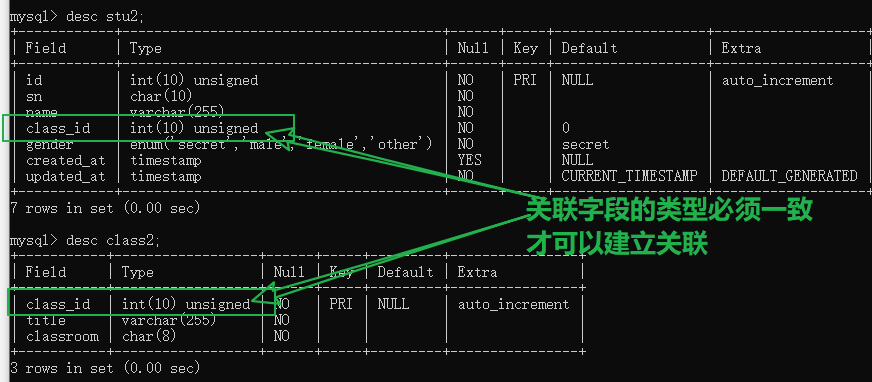 mysql> desc stu2;
+------------+----------------------------------------+------+-----+-------------------+-------------------+
| Field | Type | Null | Key | Default | Extra |
+------------+----------------------------------------+------+-----+-------------------+-------------------+
| id | int(10) unsigned | NO | PRI | NULL | auto_increment |
| sn | char(10) | NO | | | |
| name | varchar(255) | NO | | | |
| class_id | int(10) unsigned | NO | | 0 | |
| gender | enum('secret','male','female','other') | NO | | secret | |
| created_at | timestamp | YES | | NULL | |
| updated_at | timestamp | NO | | CURRENT_TIMESTAMP | DEFAULT_GENERATED |
+------------+----------------------------------------+------+-----+-------------------+-------------------+
7 rows in set (0.00 sec)
关联字段的类型必须一致
才可以建立关联
mysql> desc class2;
+-----------+------------------+------+-----+---------+----------------+
| Field | Type | Null | Key | Default | Extra |
+-----------+------------------+------+-----+---------+----------------+
| class_id | int(10) unsigned | NO | PRI | NULL | auto_increment |
| title | varchar(255) | NO | | | |
| classroom | char(8) | NO | | | |
+-----------+------------------+------+-----+---------+----------------+
3 rows in set (0.00 sec)